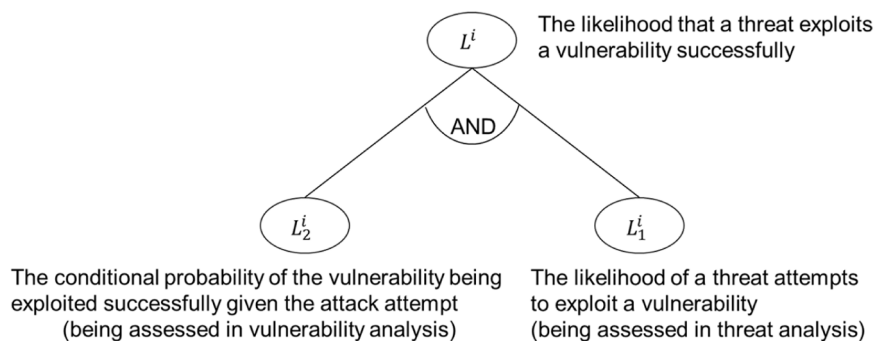 L^i
The likelihood that a threat exploits
a vulnerability successfully
AND
L_2^i
L_1^i
The conditional probability of the vulnerability being
exploited successfully given the attack attempt
(being assessed in vulnerability analysis)
The likelihood of a threat attempts
to exploit a vulnerability
(being assessed in threat analysis)